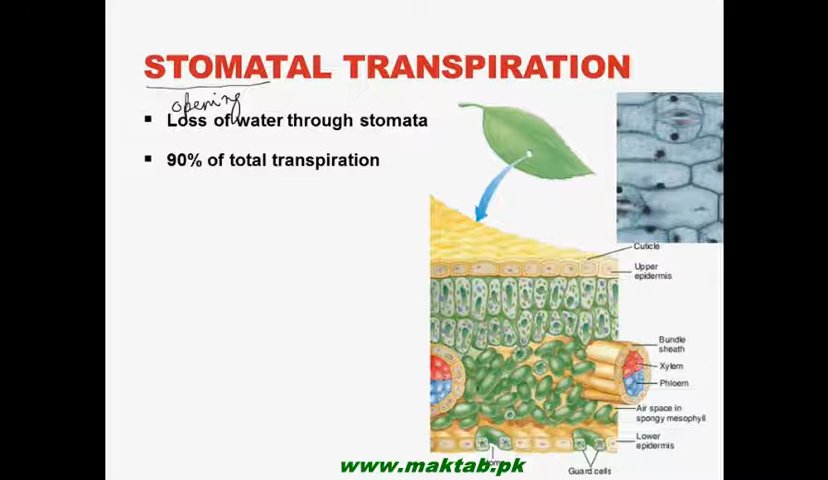 STOMATAL TRANSPIRATION
opening
Loss of water through stomata
90% of total transpiration
Cuticle
Upper
epidermis
Bundle
sheath
Xylem
Phloem
Air space in
spongy mesophyll
Lower
epidermis
Guard cells
www.maktab.pk